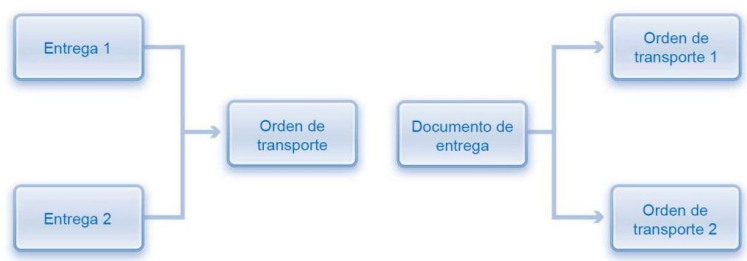 Entrega 1
Entrega 2
Orden de
transporte
Documento de
entrega
Orden de
transporte 1
Orden de
transporte 2